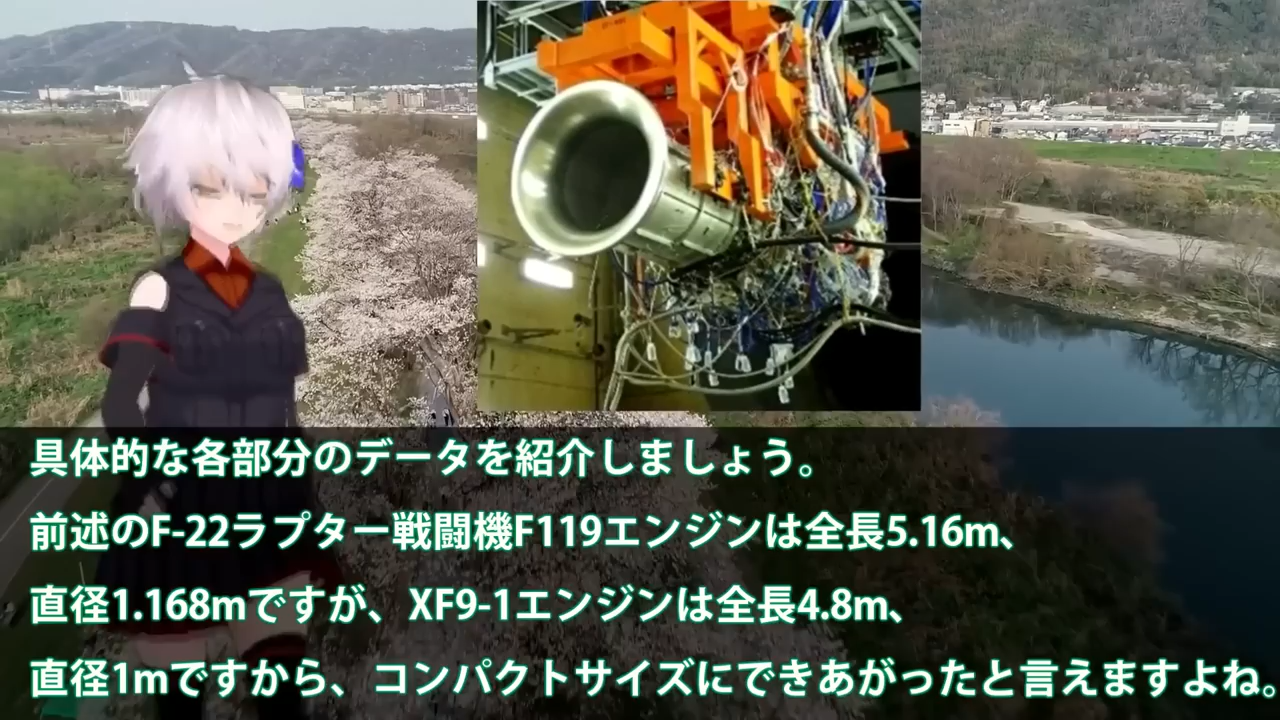 具体的な各部分のデータを紹介しましょう。
前述のF-22ラプター戦闘機F119エンジンは全長5.16m、
直径1.168mですが、XF9-1エンジンは全長4.8m、
直径1mですから、コンパクトサイズにできあがったと言えますよね。